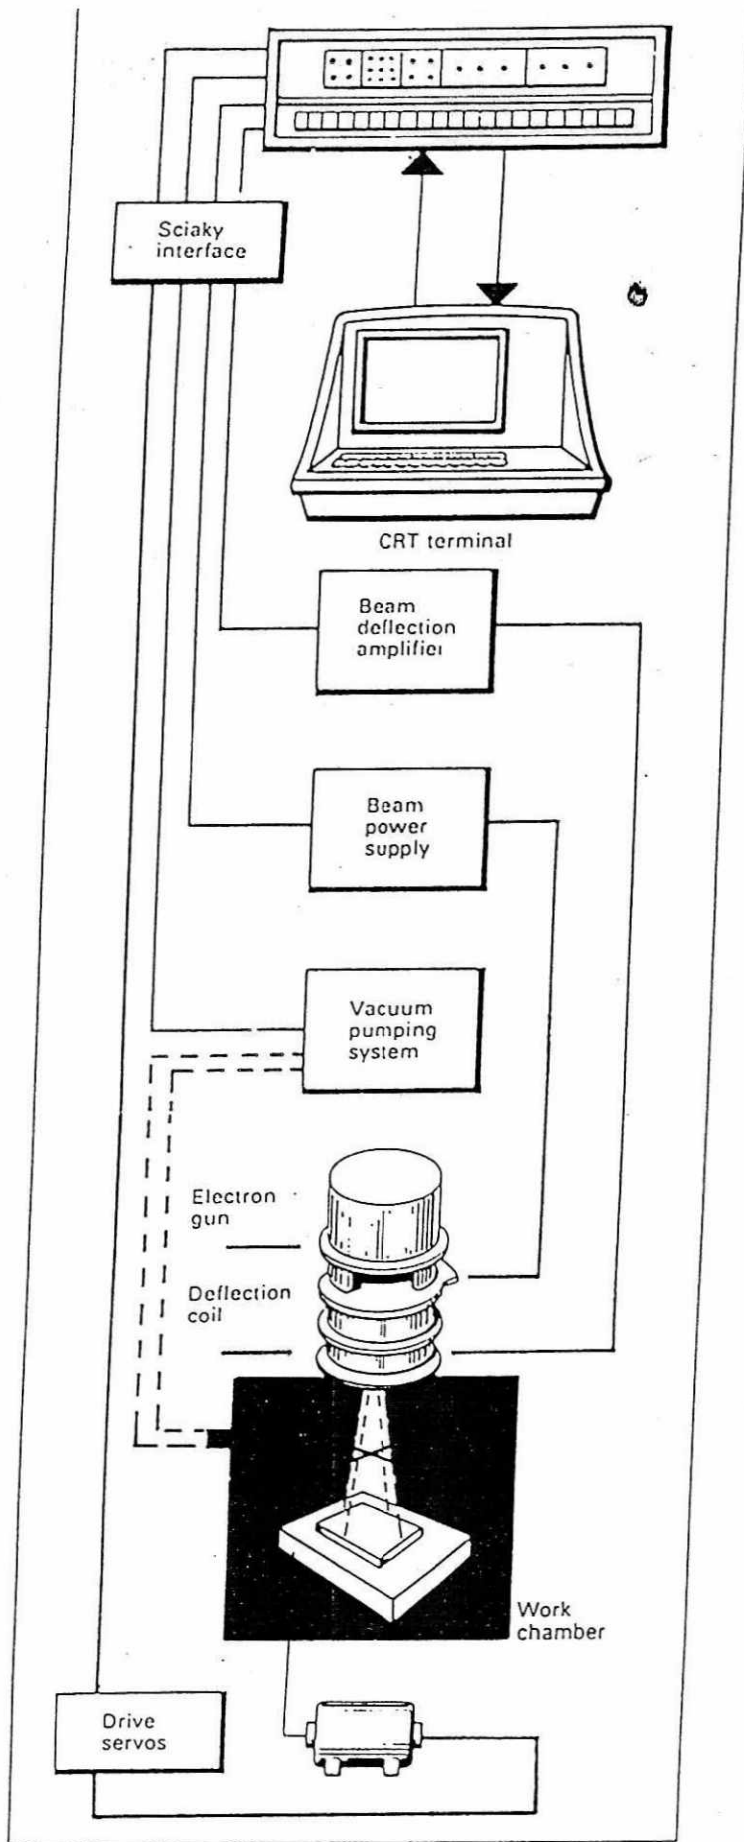 Sciaky
interface
CRT terminal
Beam
deflection
amplifier
Beam
power
supply
Vacuum
pumping
system
Electron
gun
Deflection
coil
Work
chamber
Drive
servos